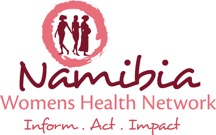 Namibia
Womens Health Network
Inform . Act . Impact